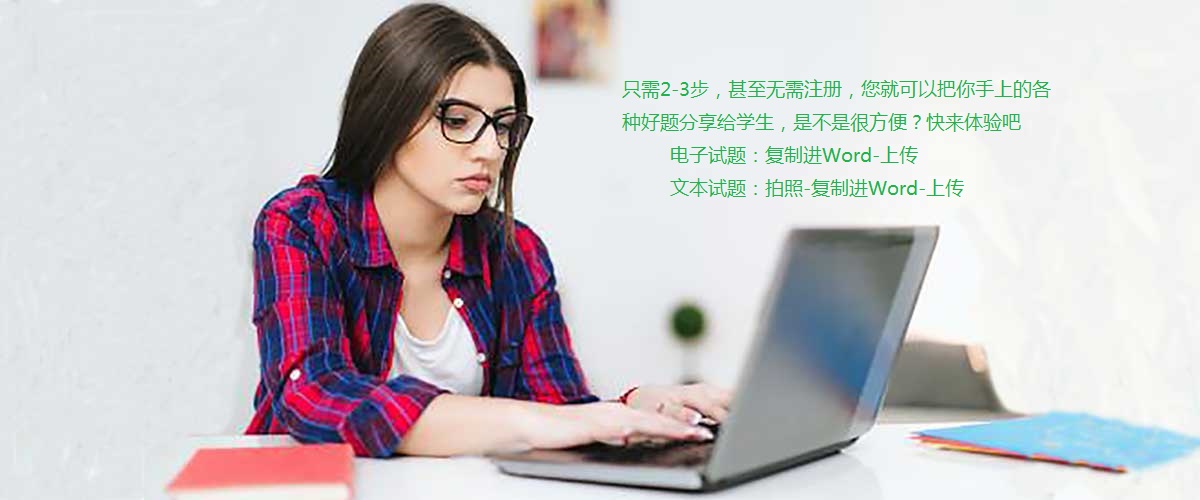 只需2-3步，甚至无需注册，您就可以把你手上的各
种好题分享给学生，是不是很方便？快来体验吧
电子试题：复制进Word-上传
文本试题：拍照-复制进Word-上传